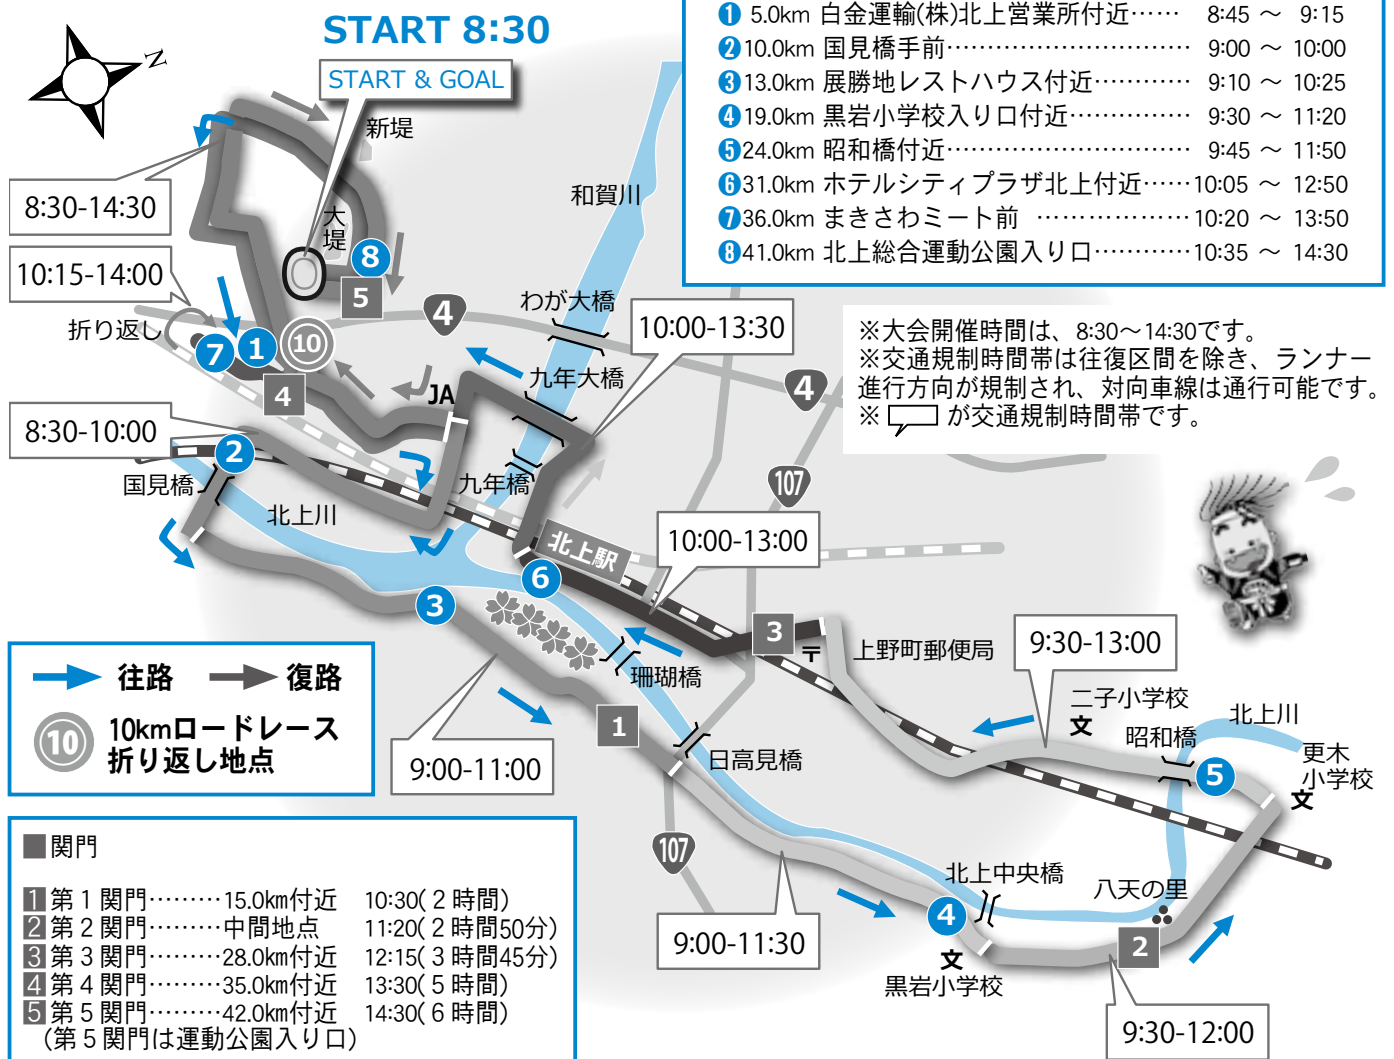 START 8:30
START & GOAL
N
❶ 5.0km 白金運輸(株)北上営業所付近…… 8:45 ～ 9:15
❷10.0km 国見橋手前………………………… 9:00 ～ 10:00
❸13.0km 展勝地レストハウス付近………… 9:10 ～ 10:25
❹19.0km 黒岩小学校入り口付近…………… 9:30 ～ 11:20
❺24.0km 昭和橋付近………………………… 9:45 ～ 11:50
❻31.0km ホテルシティプラザ北上付近……10:05 ～ 12:50
❼36.0km まきさわミート前 ………………10:20 ～ 13:50
❽41.0km 北上総合運動公園入り口…………10:35 ～ 14:30
※大会開催時間は、8:30～14:30です。
※交通規制時間帯は往復区間を除き、ランナー
進行方向が規制され、対向車線は通行可能です。
※ が交通規制時間帯です。
新堤
大堤
和賀川
8:30-14:30
8
5
10:15-14:00
折り返し
7
1
10
4
4
わが大橋
10:00-13:30
九年大橋
4
JA
8:30-10:00
2
国見橋
北上川
九年橋
107
北上駅
10:00-13:00
6
3
3
〒
上野町郵便局
9:30-13:00
珊瑚橋
二子小学校
文
昭和橋
北上川
5
更木
小学校
文
1
日高見橋
9:00-11:00
107
北上中央橋
八天の里
4
2
文
黒岩小学校
9:00-11:30
9:30-12:00
往路
復路
10
10kmロードレース
折り返し地点
関門
1 第1関門………15.0km付近 10:30(2時間)
2 第2関門………中間地点 11:20(2時間50分)
3 第3関門………28.0km付近 12:15(3時間45分)
4 第4関門………35.0km付近 13:30(5時間)
5 第5関門………42.0km付近 14:30(6時間)
(第5関門は運動公園入り口)